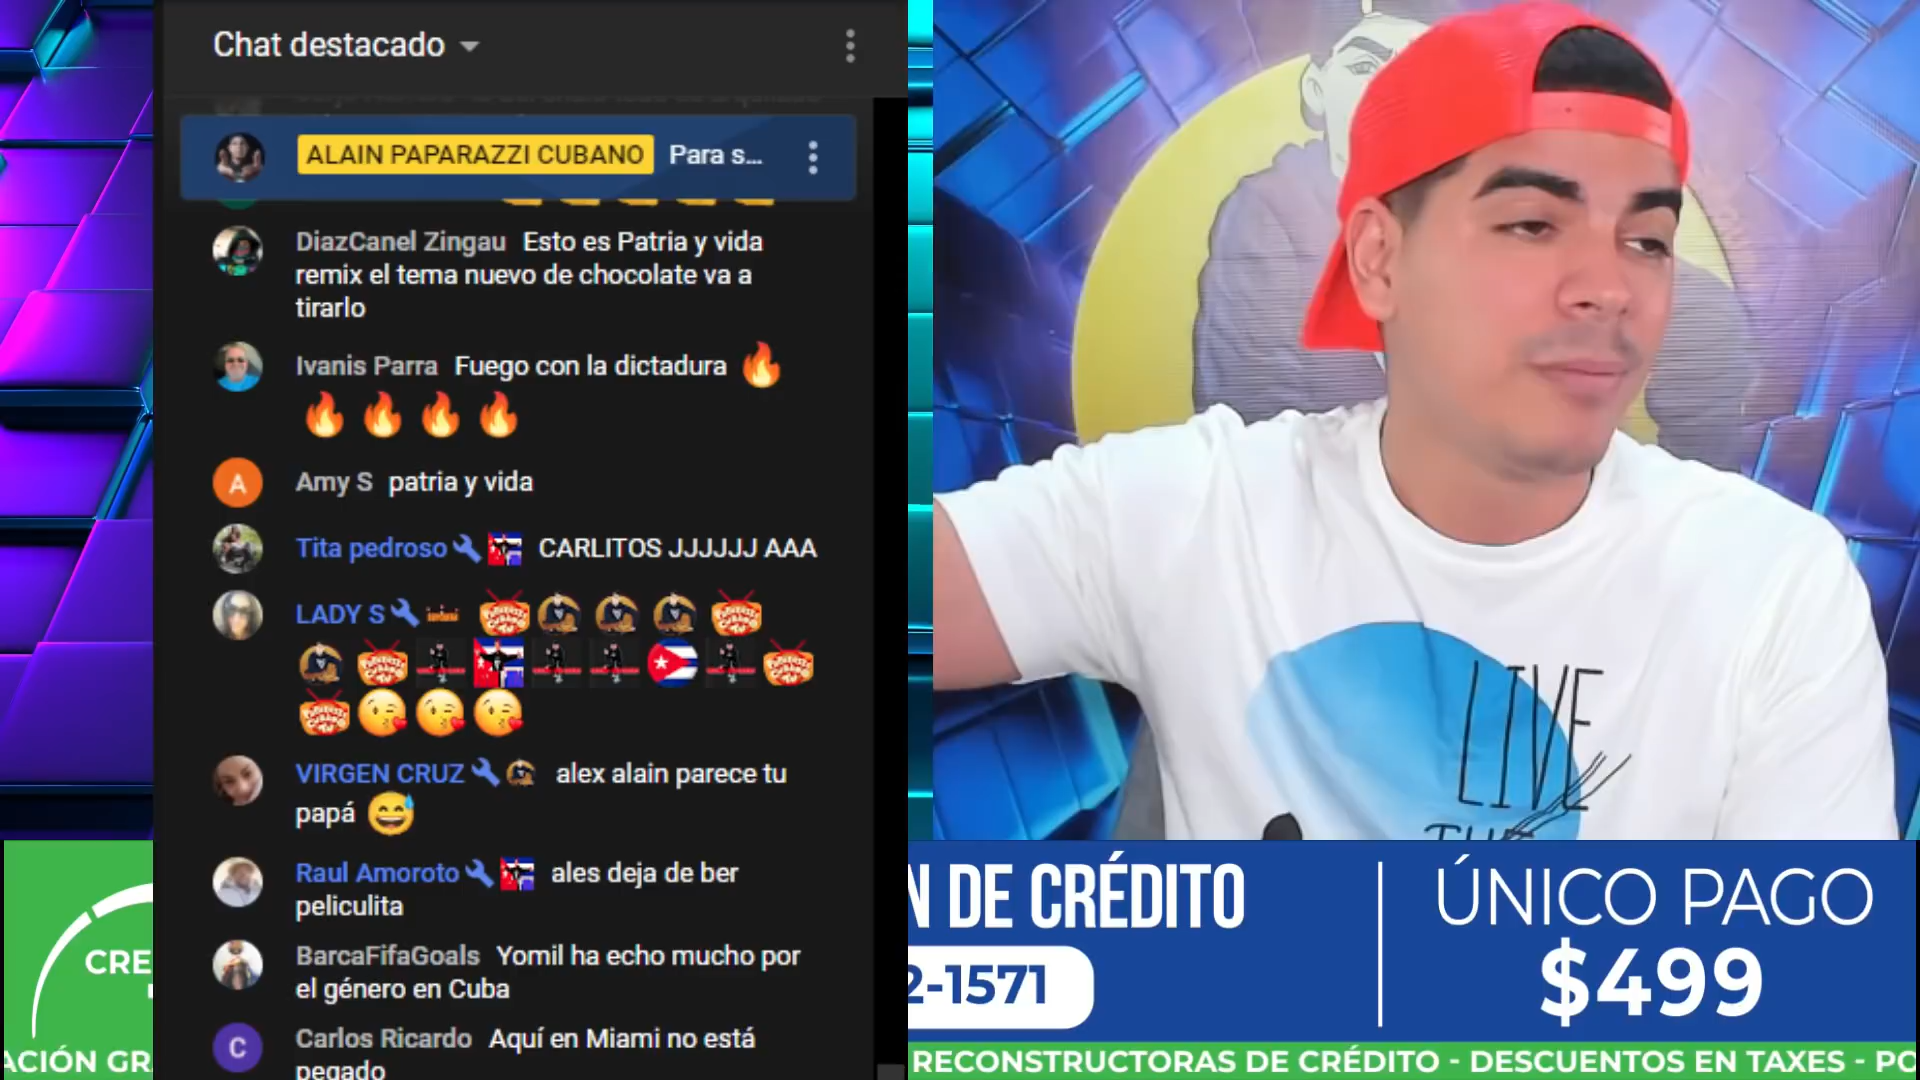 Chat destacado
ALAIN PAPARAZZI CUBANO Para s...
DiazCanel Zingau Esto es Patria y vida
remix el tema nuevo de chocolate va a
tirarlo
Ivanis Parra Fuego con la dictadura
Amy S patria y vida
Tita pedroso CARLITOS JJJJJJ AAA
LADY S
VIRGEN CRUZ alex alain parece tu
papá
Raul Amoroto ales deja de ber
peliculita
BarcaFifaGoals Yomil ha echo mucho por
el género en Cuba
C
Carlos Ricardo Aquí en Miami no está
pegado
A
LIVE
CRE
N DE CRÉDITO
2-1571
ÚNICO PAGO
$499
ACIÓN GRA
RECONSTRUCTORAS DE CRÉDITO - DESCUENTOS EN TAXES - PO